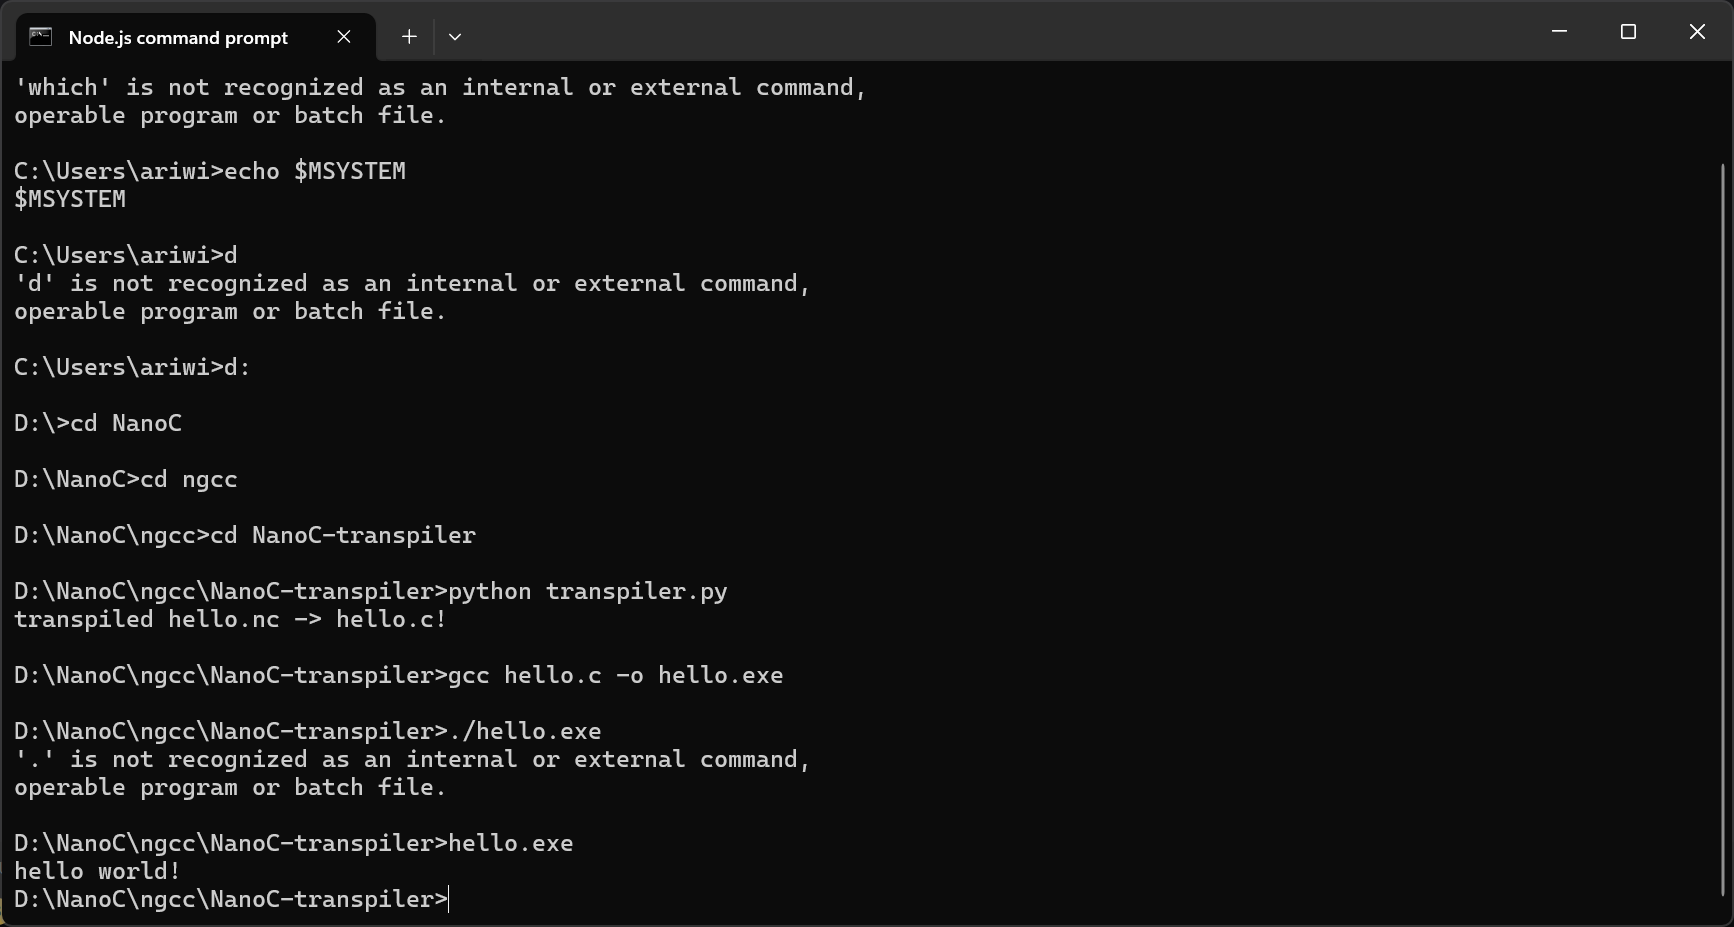 Node.js command prompt
'which' is not recognized as an internal or external command,
operable program or batch file.
C:\Users\ariwi>echo $MSYSTEM
$MSYSTEM
C:\Users\ariwi>d
'd' is not recognized as an internal or external command,
operable program or batch file.
C:\Users\ariwi>d:
D:\>cd NanoC
D:\NanoC>cd ngcc
D:\NanoC\ngcc>cd NanoC-transpiler
D:\NanoC\ngcc\NanoC-transpiler>python transpiler.py
transpiled hello.nc -> hello.c!
D:\NanoC\ngcc\NanoC-transpiler>gcc hello.c -o hello.exe
D:\NanoC\ngcc\NanoC-transpiler>./hello.exe
'.' is not recognized as an internal or external command,
operable program or batch file.
D:\NanoC\ngcc\NanoC-transpiler>hello.exe
hello world!
D:\NanoC\ngcc\NanoC-transpiler>